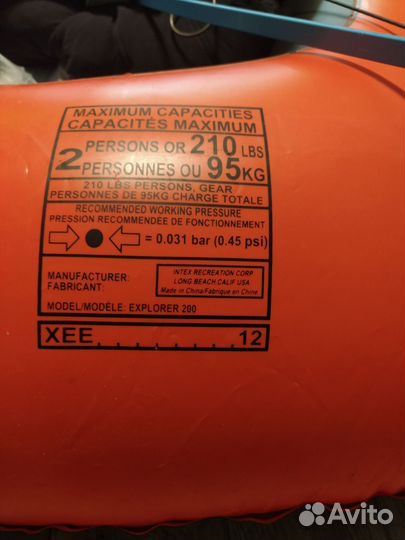 MAXIMUM CAPACITIES
CAPACITÉS MAXIMUM
2 PERSONS OR 210 LBS
PERSONNES OU 95 KG
210 LBS PERSONS, GEAR
PERSONNES DE 95KG CHARGE TOTALE
RECOMMENDED WORKING PRESSURE
PRESSION RECOMMANDÉE DE FONCTIONNEMENT
= 0.031 bar (0.45 psi)
MANUFACTURER:
FABRICANT:
INTEX RECREATION CORP
LONG BEACH,CALIF.USA
Made in China/Fabriqué en Chine
MODEL/MODÈLE: EXPLORER 200
XEE 12
Avito